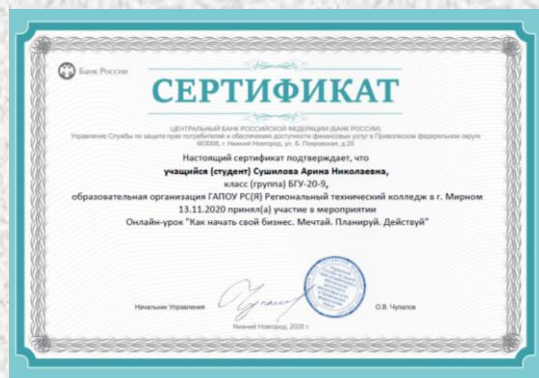 Банк России
СЕРТИФИКАТ
ЦЕНТРАЛЬНЫЙ БАНК РОССИЙСКОЙ ФЕДЕРАЦИИ (БАНК РОССИИ)
Управление Службы по защите прав потребителей и обеспечению доступности финансовых услуг в Приволжском федеральном округе
603008, г. Нижний Новгород, ул. Б. Покровская, д.25
Настоящий сертификат подтверждает, что
учащийся (студент) Сушилова Арина Николаевна,
класс (группа) БГУ-20-9,
образовательная организация ГАПОУ РС(Я) Региональный технический колледж в г. Мирном
13.11.2020 принял(а) участие в мероприятии
Онлайн-урок "Как начать свой бизнес. Мечтай. Планируй. Действуй"
Начальник Управления
О.В. Чупалов
Нижний Новгород, 2020 г.